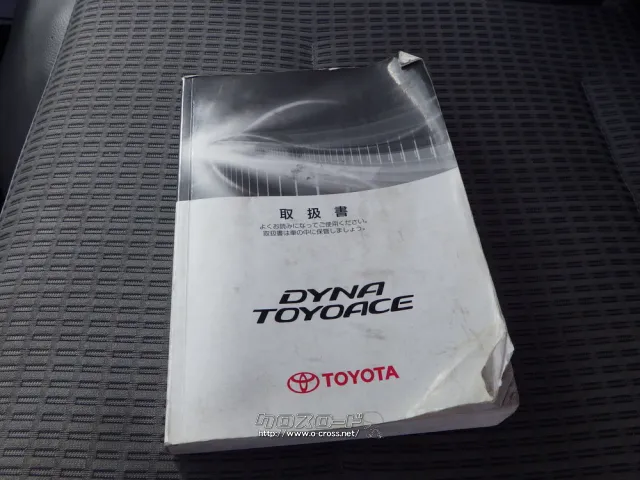 取扱書
よくお読みになってご使用ください。
取扱書は車の中に保管しましょう。
DYNA
TOYOACE
TOYOTA
クロスロード
http://www.o-cross.net/